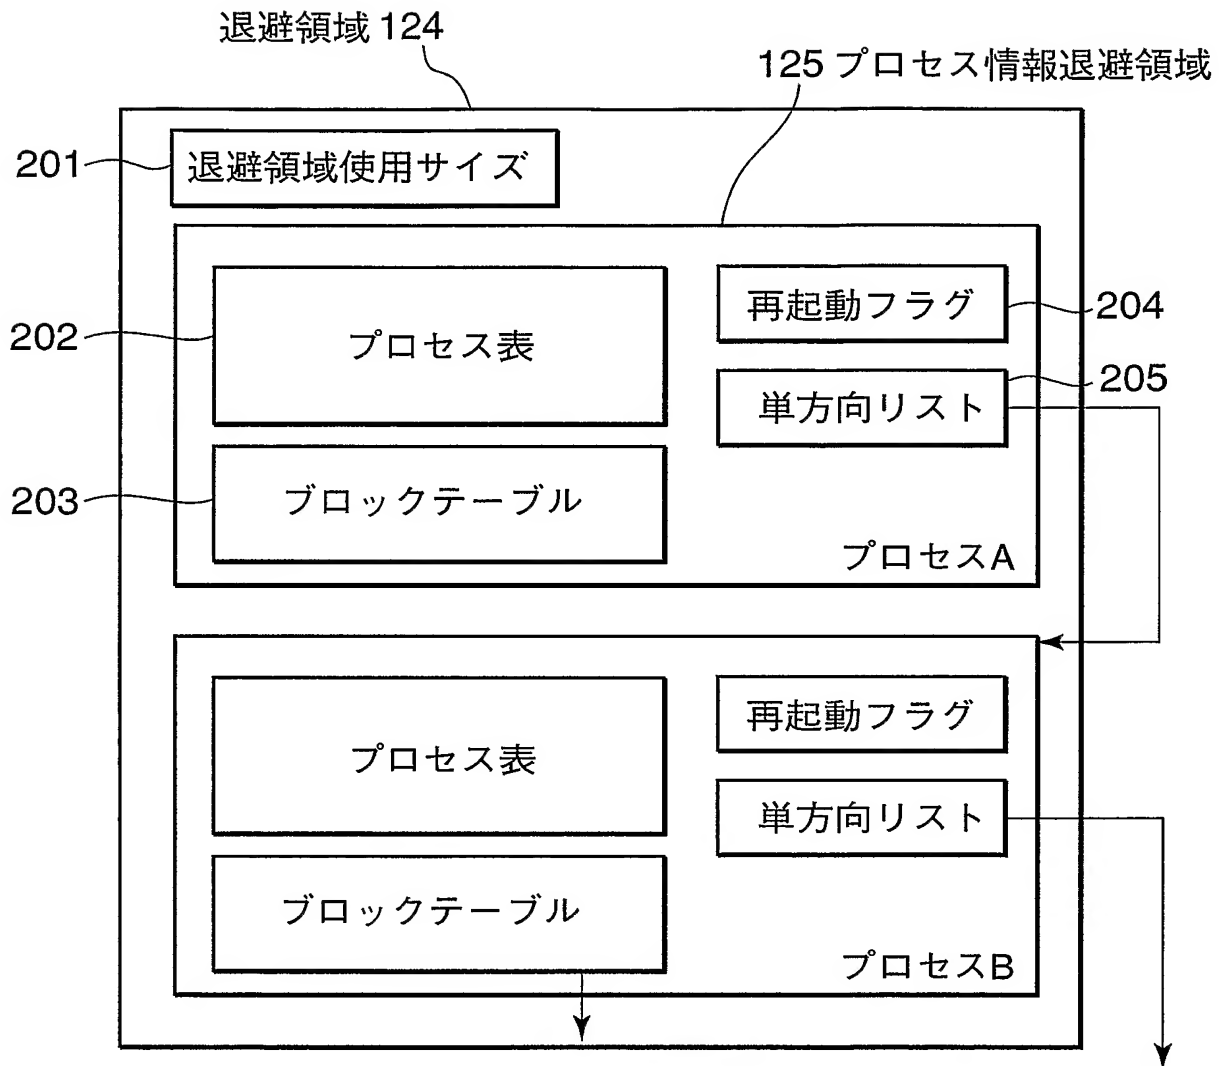 退避領域 124
125 プロセス情報退避領域
201
退避領域使用サイズ
202
プロセス表
再起動フラグ
204
205
単方向リスト
203
ブロックテーブル
プロセスA
プロセス表
再起動フラグ
単方向リスト
ブロックテーブル
プロセスB